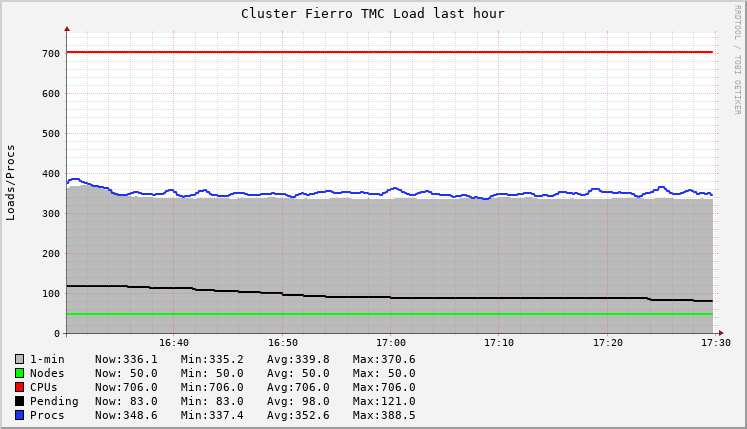 Cluster Fierro TMC Load last hour
RRDTOOL / TOBI OETIKER
Loads/Procs
700
600
500
400
300
200
100
0
16:40 16:50 17:00 17:10 17:20 17:30
1-min Now:336.1 Min:335.2 Avg:339.8 Max:370.6
Nodes Now: 50.0 Min: 50.0 Avg: 50.0 Max: 50.0
CPUs Now:706.0 Min:706.0 Avg:706.0 Max:706.0
Pending Now: 83.0 Min: 83.0 Avg: 98.0 Max:121.0
Procs Now:348.6 Min:337.4 Avg:352.6 Max:388.5